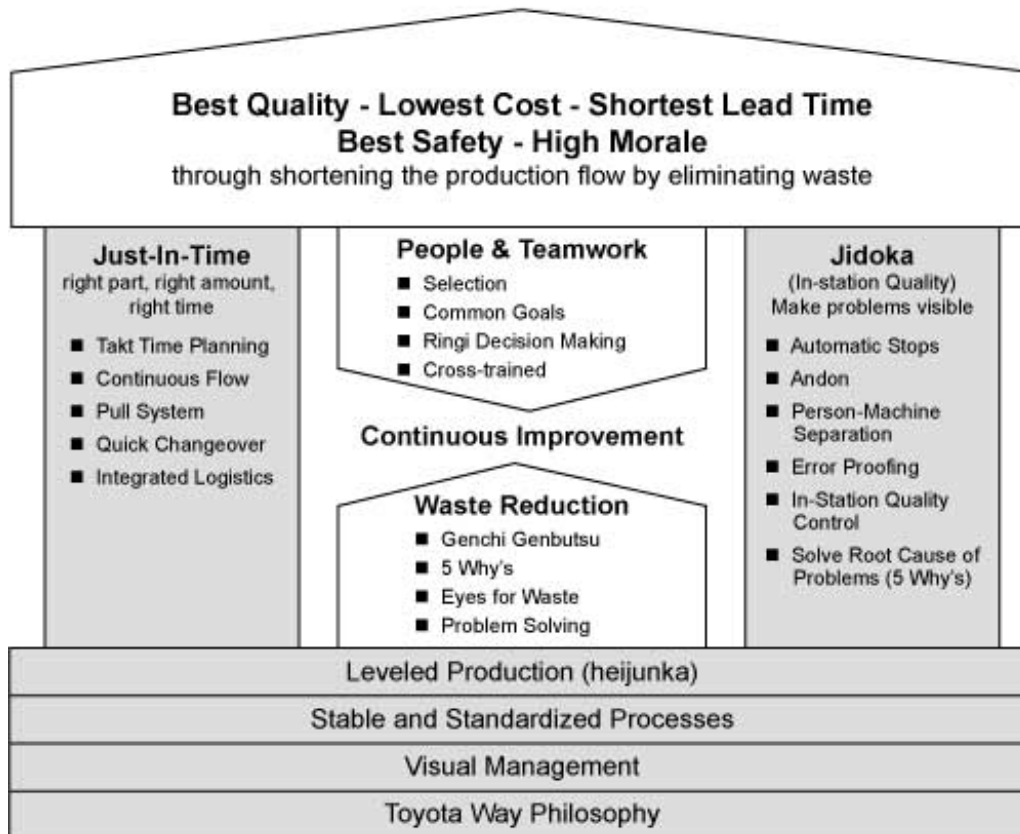 Best Quality - Lowest Cost - Shortest Lead Time
Best Safety - High Morale
through shortening the production flow by eliminating waste
Just-In-Time
right part, right amount,
right time
Takt Time Planning
Continuous Flow
Pull System
Quick Changeover
Integrated Logistics
People & Teamwork
Selection
Common Goals
Ringi Decision Making
Cross-trained
Continuous Improvement
Waste Reduction
Genchi Genbutsu
5 Why's
Eyes for Waste
Problem Solving
Jidoka
(In-station Quality)
Make problems visible
Automatic Stops
Andon
Person-Machine
Separation
Error Proofing
In-Station Quality
Control
Solve Root Cause of
Problems (5 Why's)
Leveled Production (heijunka)
Stable and Standardized Processes
Visual Management
Toyota Way Philosophy